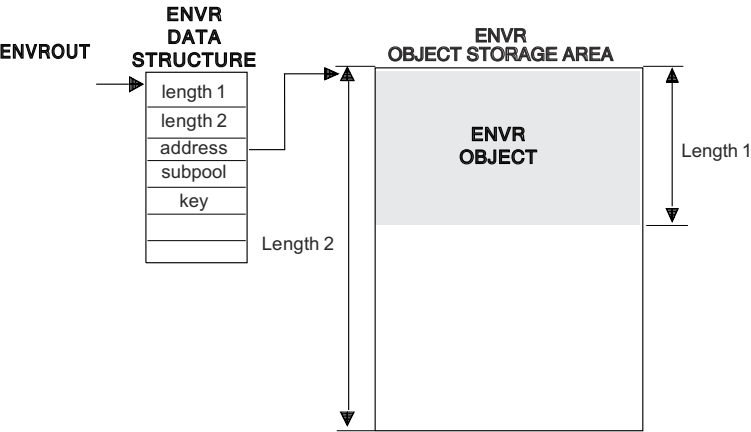 ENVROUT
ENVR
DATA
STRUCTURE
length 1
length 2
address
subpool
key
ENVR
OBJECT STORAGE AREA
ENVR
OBJECT
Length 1
Length 2